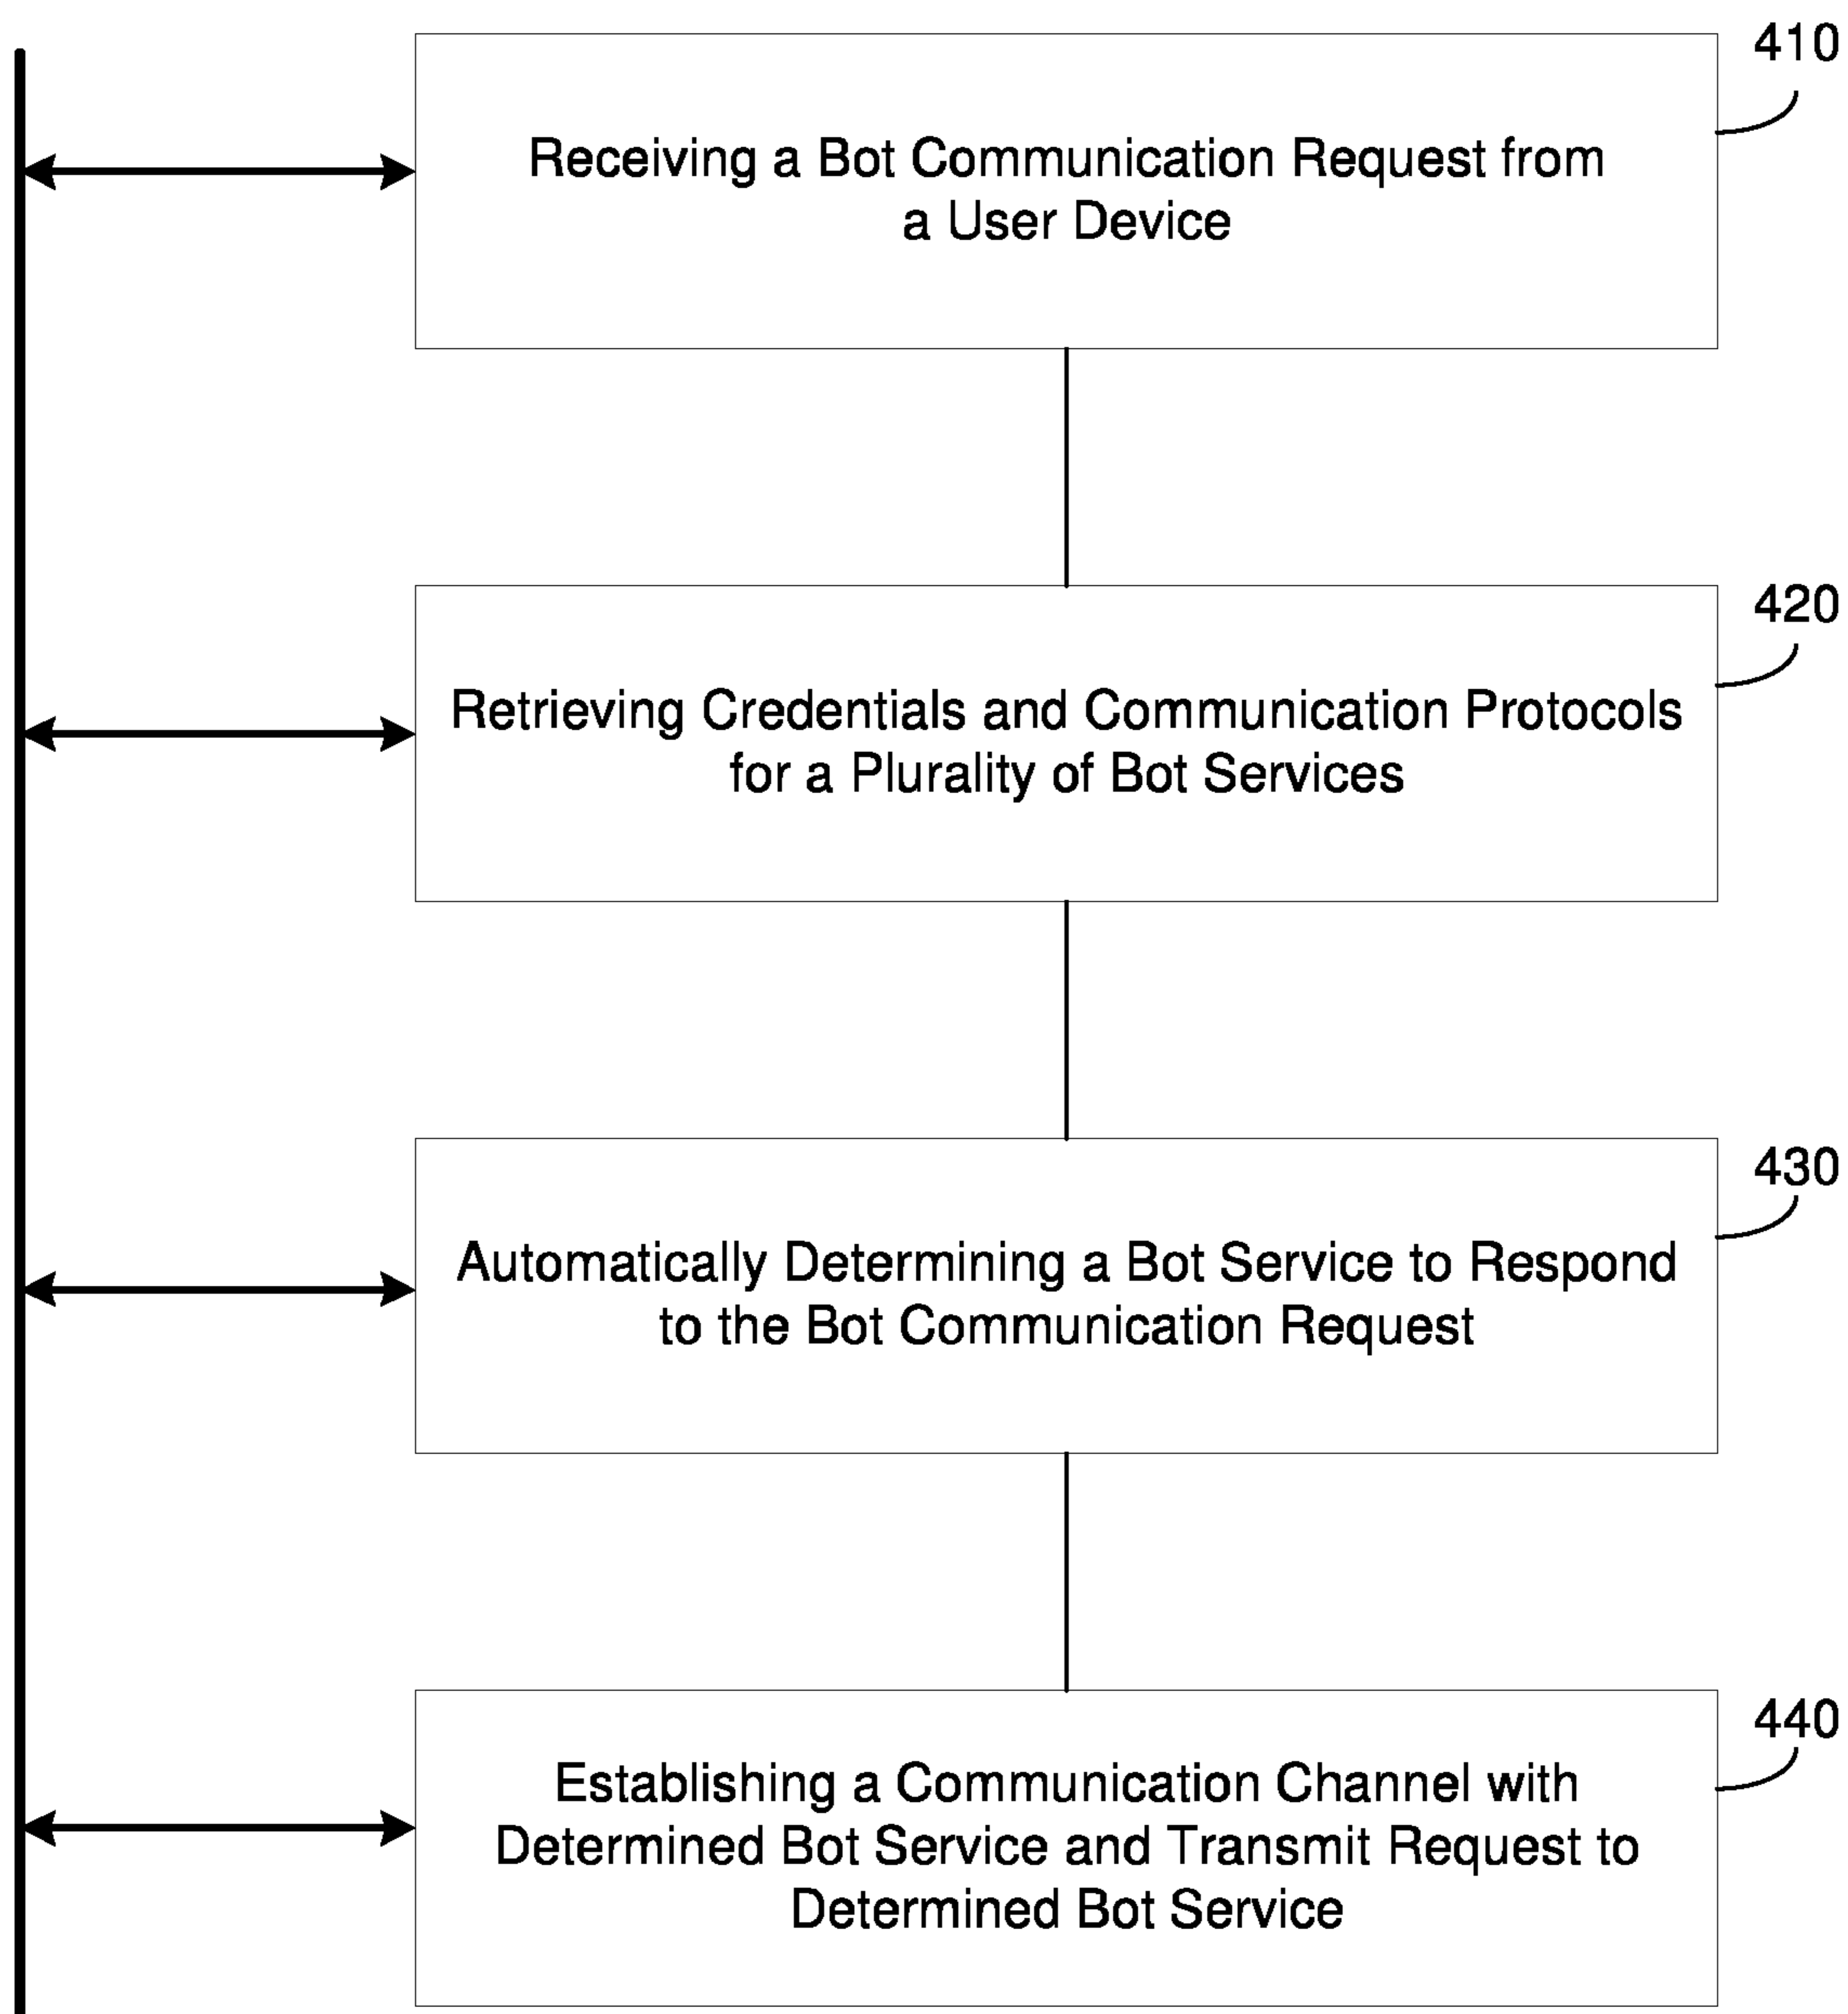 410
Receiving a Bot Communication Request from
a User Device
420
Retrieving Credentials and Communication Protocols
for a Plurality of Bot Services
430
Automatically Determining a Bot Service to Respond
to the Bot Communication Request
440
Establishing a Communication Channel with
Determined Bot Service and Transmit Request to
Determined Bot Service